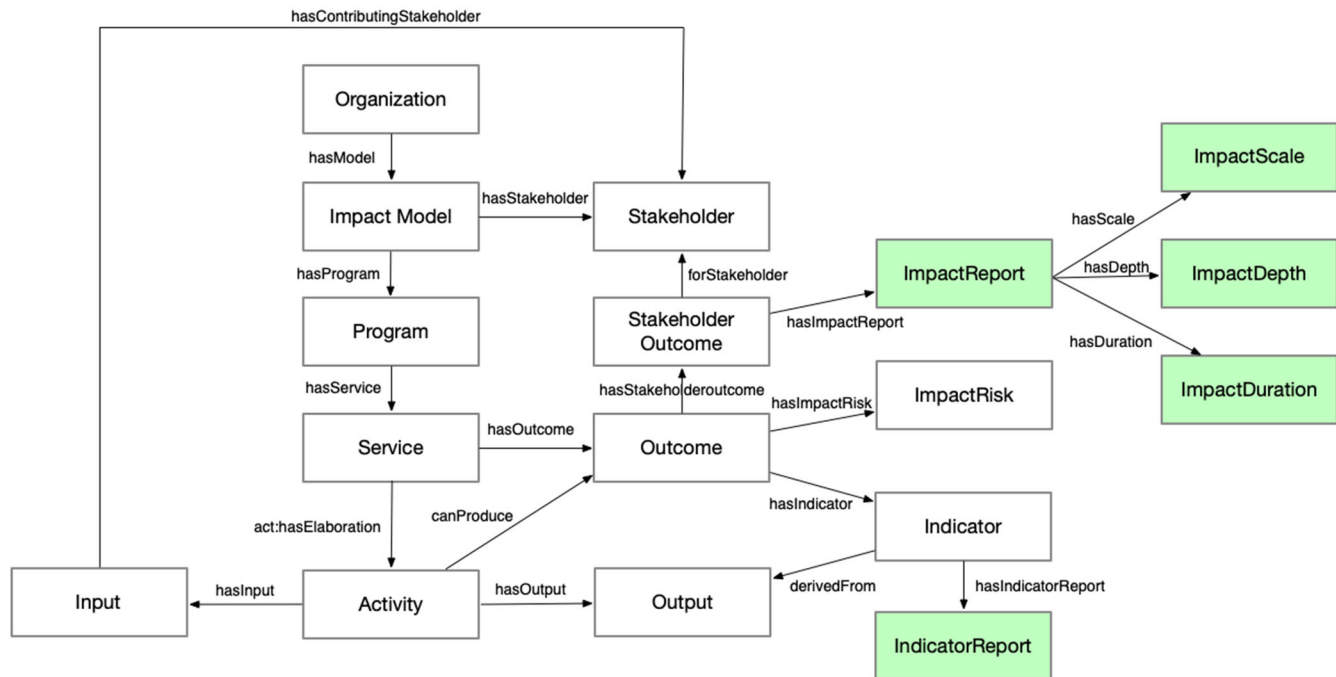 hasContributingStakeholder
Organization
hasModel
ImpactScale
Impact Model
hasStakeholder
Stakeholder
hasScale
hasProgram
forStakeholder
ImpactReport
hasDepth
ImpactDepth
Program
Stakeholder
Outcome
hasImpactReport
hasDuration
hasService
hasStakeholderoutcome
hasImpactRisk
ImpactRisk
ImpactDuration
Service
hasOutcome
Outcome
hasIndicator
act:hasElaboration
canProduce
Indicator
Input
hasInput
Activity
hasOutput
Output
derivedFrom
hasIndicatorReport
IndicatorReport